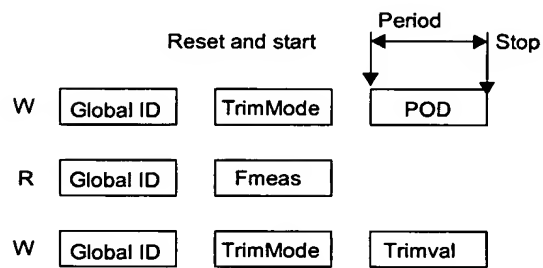 Period
Reset and start
Stop
W Global ID TrimMode POD
R Global ID Fmeas
W Global ID TrimMode Trimval